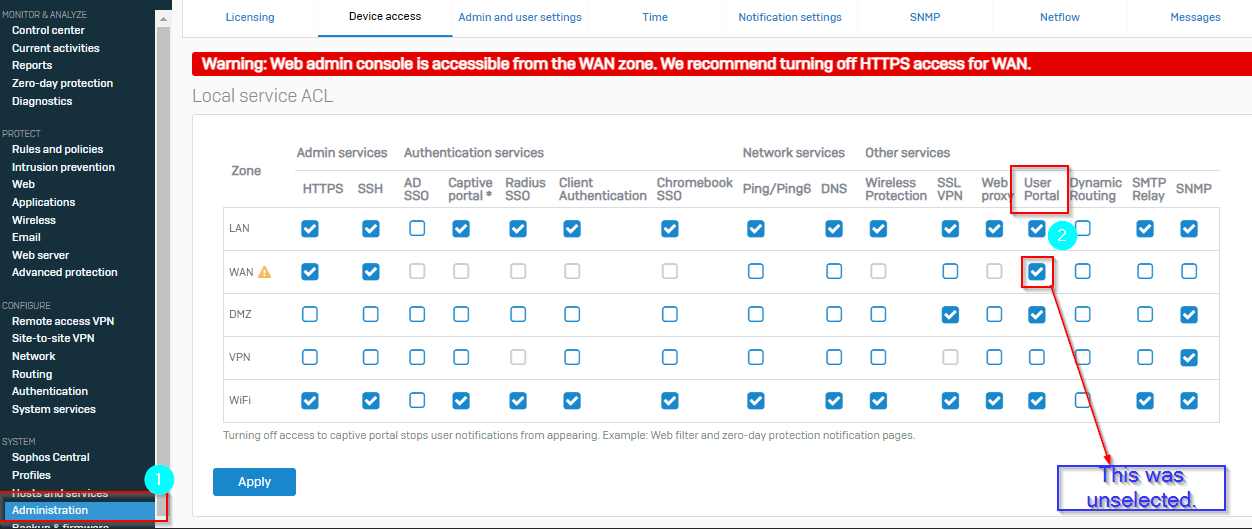 MONITOR & ANALYZE
Control center
Current activities
Reports
Zero-day protection
Diagnostics
PROTECT
Rules and policies
Intrusion prevention
Web
Applications
Wireless
Email
Web server
Advanced protection
CONFIGURE
Remote access VPN
Site-to-site VPN
Network
Routing
Authentication
System services
SYSTEM
Sophos Central
Profiles
1
Hosts and services
Administration
Backup & firmware
Licensing
Device access
Admin and user settings
Time
Notification settings
SNMP
Netflow
Messages
Warning: Web admin console is accessible from the WAN zone. We recommend turning off HTTPS access for WAN.
Local service ACL
Zone
Admin services
Authentication services
Network services
Other services
HTTPS
SSH
AD
SSO
Captive
portal *
Radius
SSO
Client
Authentication
Chromebook
SSO
Ping/Ping6
DNS
Wireless
Protection
SSL
VPN
Web
proxy
User
Portal
Dynamic
Routing
SMTP
Relay
SNMP
LAN
2
WAN
DMZ
VPN
WiFi
Turning off access to captive portal stops user notifications from appearing. Example: Web filter and zero-day protection notification pages.
Apply
This was
unselected.